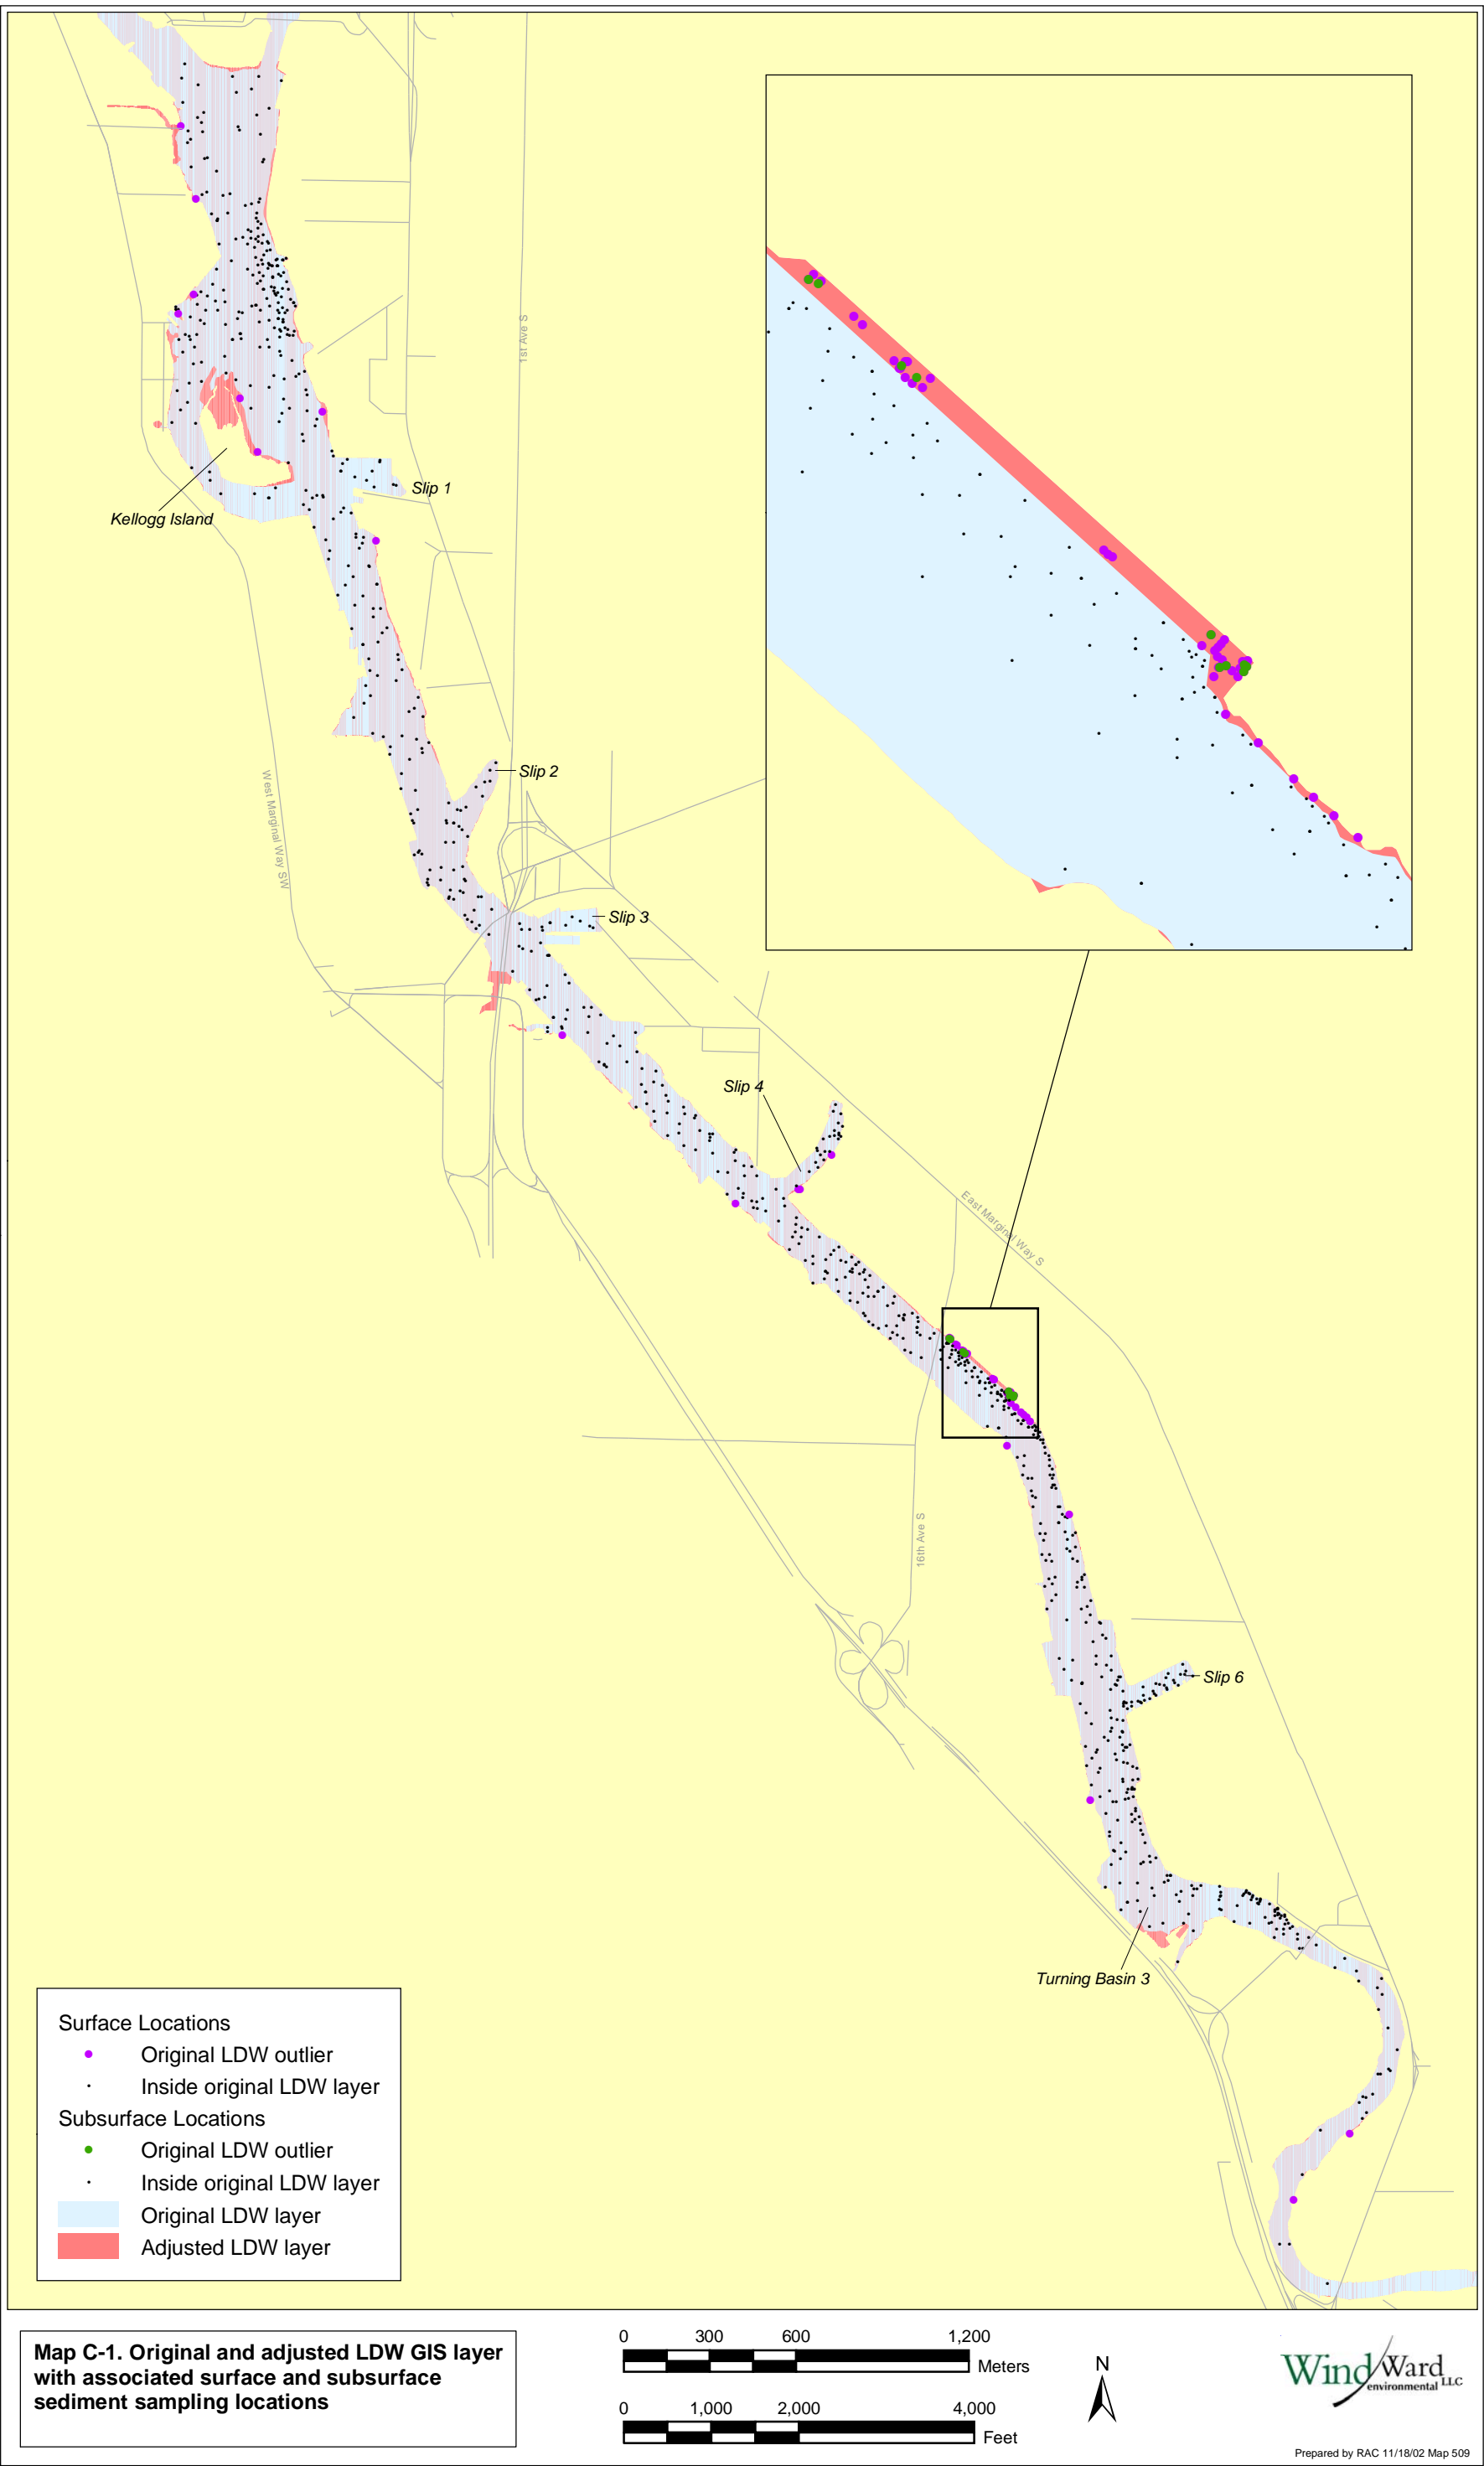 1st Ave S
Slip 1
Kellogg Island
Slip 2
West Marginal Way SW
Slip 3
Slip 4
East Marginal Way S
16th Ave S
Slip 6
Turning Basin 3
Surface Locations
Original LDW outlier
Inside original LDW layer
Subsurface Locations
Original LDW outlier
Inside original LDW layer
Original LDW layer
Adjusted LDW layer
Map C-1. Original and adjusted LDW GIS layer
with associated surface and subsurface
sediment sampling locations
0 300 600 1,200
Meters
0 1,000 2,000 4,000
Feet
N
Wind Ward
environmental LLC
Prepared by RAC 11/18/02 Map 509